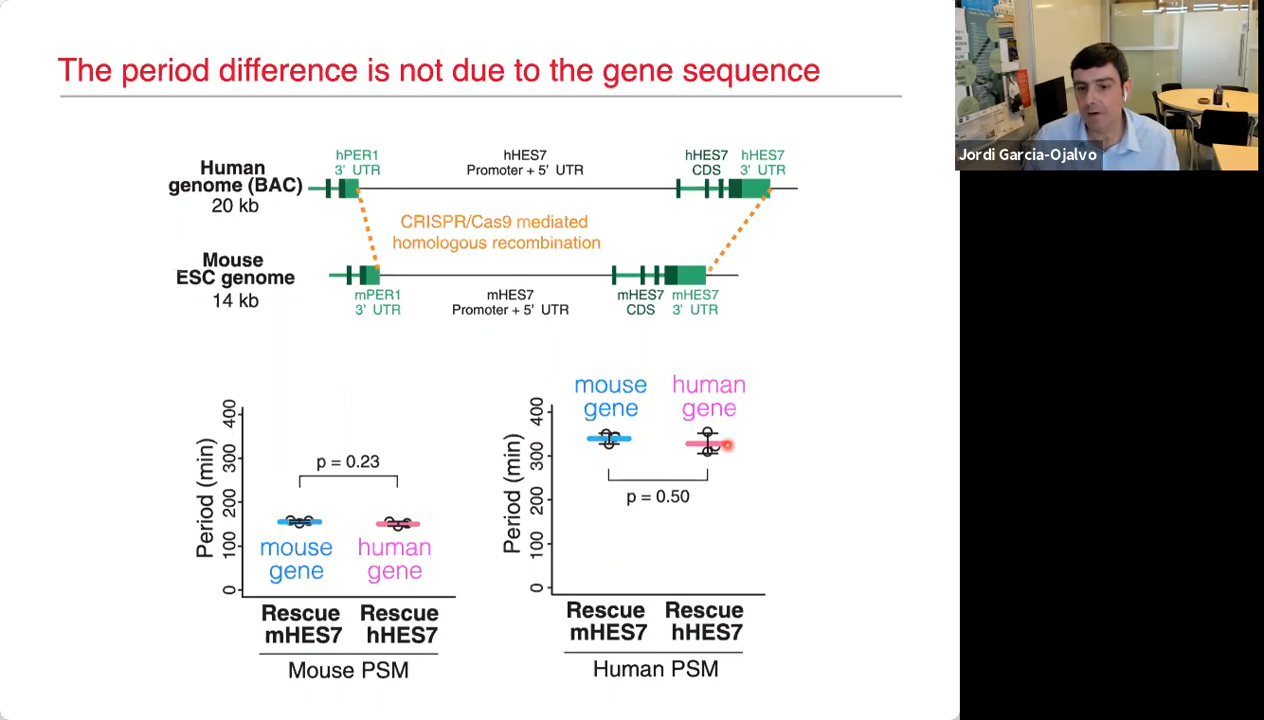 The period difference is not due to the gene sequence
Jordi Garcia-Ojalvo
Human
genome (BAC)
20 kb
hPER1
3' UTR
hHES7
Promoter + 5' UTR
hHES7
CDS
hHES7
3' UTR
CRISPR/Cas9 mediated
homologous recombination
Mouse
ESC genome
14 kb
mPER1
3' UTR
mHES7
Promoter + 5' UTR
mHES7
CDS
mHES7
3' UTR
Period (min)
400
300
200
100
0
p = 0.23
mouse
gene
human
gene
Rescue
mHES7
Rescue
hHES7
Mouse PSM
mouse
gene
human
gene
Period (min)
400
300
200
100
0
p = 0.50
Rescue
mHES7
Rescue
hHES7
Human PSM